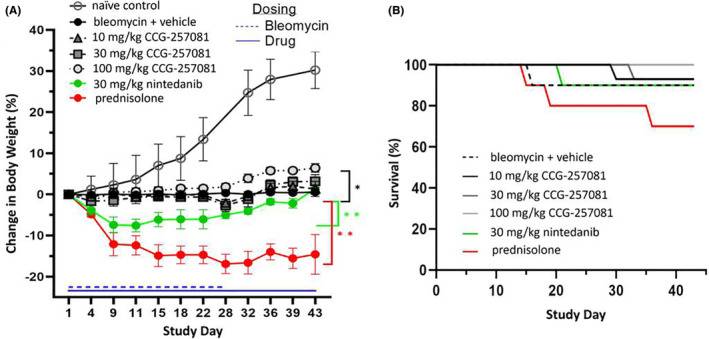 (A)
naïve control
bleomycin + vehicle
10 mg/kg CCG-257081
30 mg/kg CCG-257081
100 mg/kg CCG-257081
30 mg/kg nintedanib
prednisolone
Dosing
Bleomycin
Drug
Change in Body Weight (%)
40
30
20
10
0
-10
-20
*
* *
* *
1 4 9 11 15 18 22 28 32 36 39 43
Study Day
(B)
Survival (%)
100
80
60
40
20
0
bleomycin + vehicle
10 mg/kg CCG-257081
30 mg/kg CCG-257081
100 mg/kg CCG-257081
30 mg/kg nintedanib
prednisolone
0 10 20 30 40
Study Day